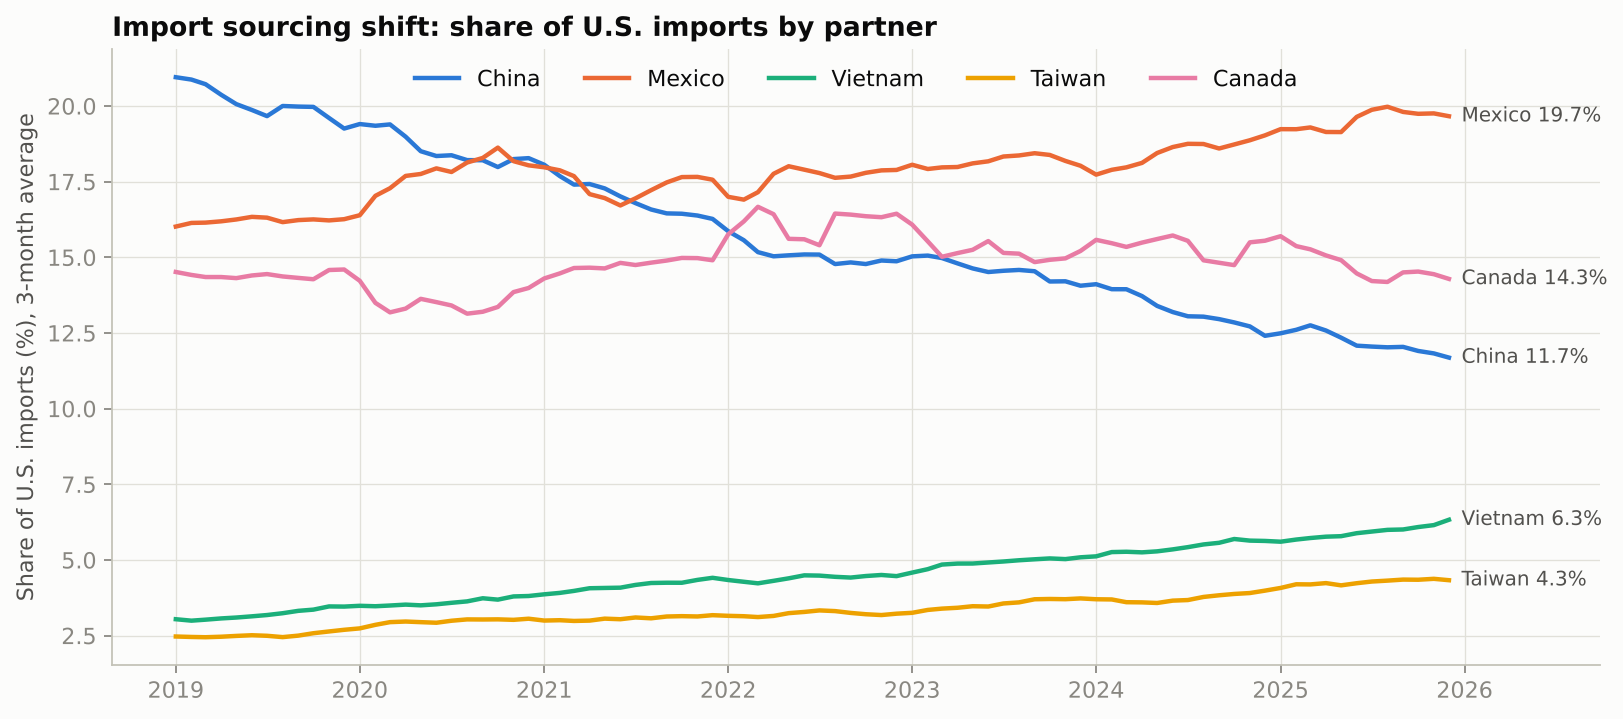 Import sourcing shift: share of U.S. imports by partner
China Mexico Vietnam Taiwan Canada
Share of U.S. imports (%), 3-month average
20.0
17.5
15.0
12.5
10.0
7.5
5.0
2.5
Mexico 19.7%
Canada 14.3%
China 11.7%
Vietnam 6.3%
Taiwan 4.3%
2019 2020 2021 2022 2023 2024 2025 2026